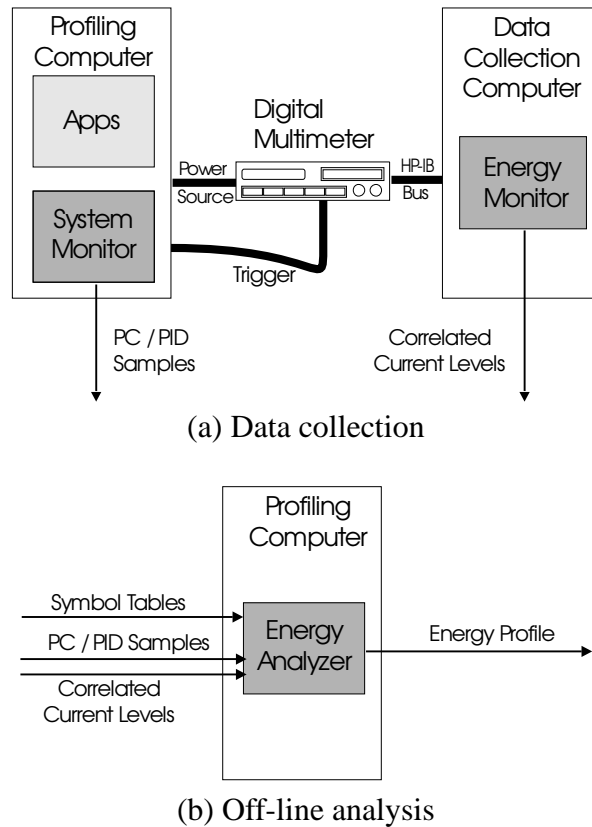 Profiling
Computer
Apps
System
Monitor
Digital
Multimeter
Power
Source
HP-IB
Bus
Trigger
Data
Collection
Computer
Energy
Monitor
PC / PID
Samples
Correlated
Current Levels
(a) Data collection
Profiling
Computer
Symbol Tables
PC / PID Samples
Correlated
Current Levels
Energy
Analyzer
Energy Profile
(b) Off-line analysis